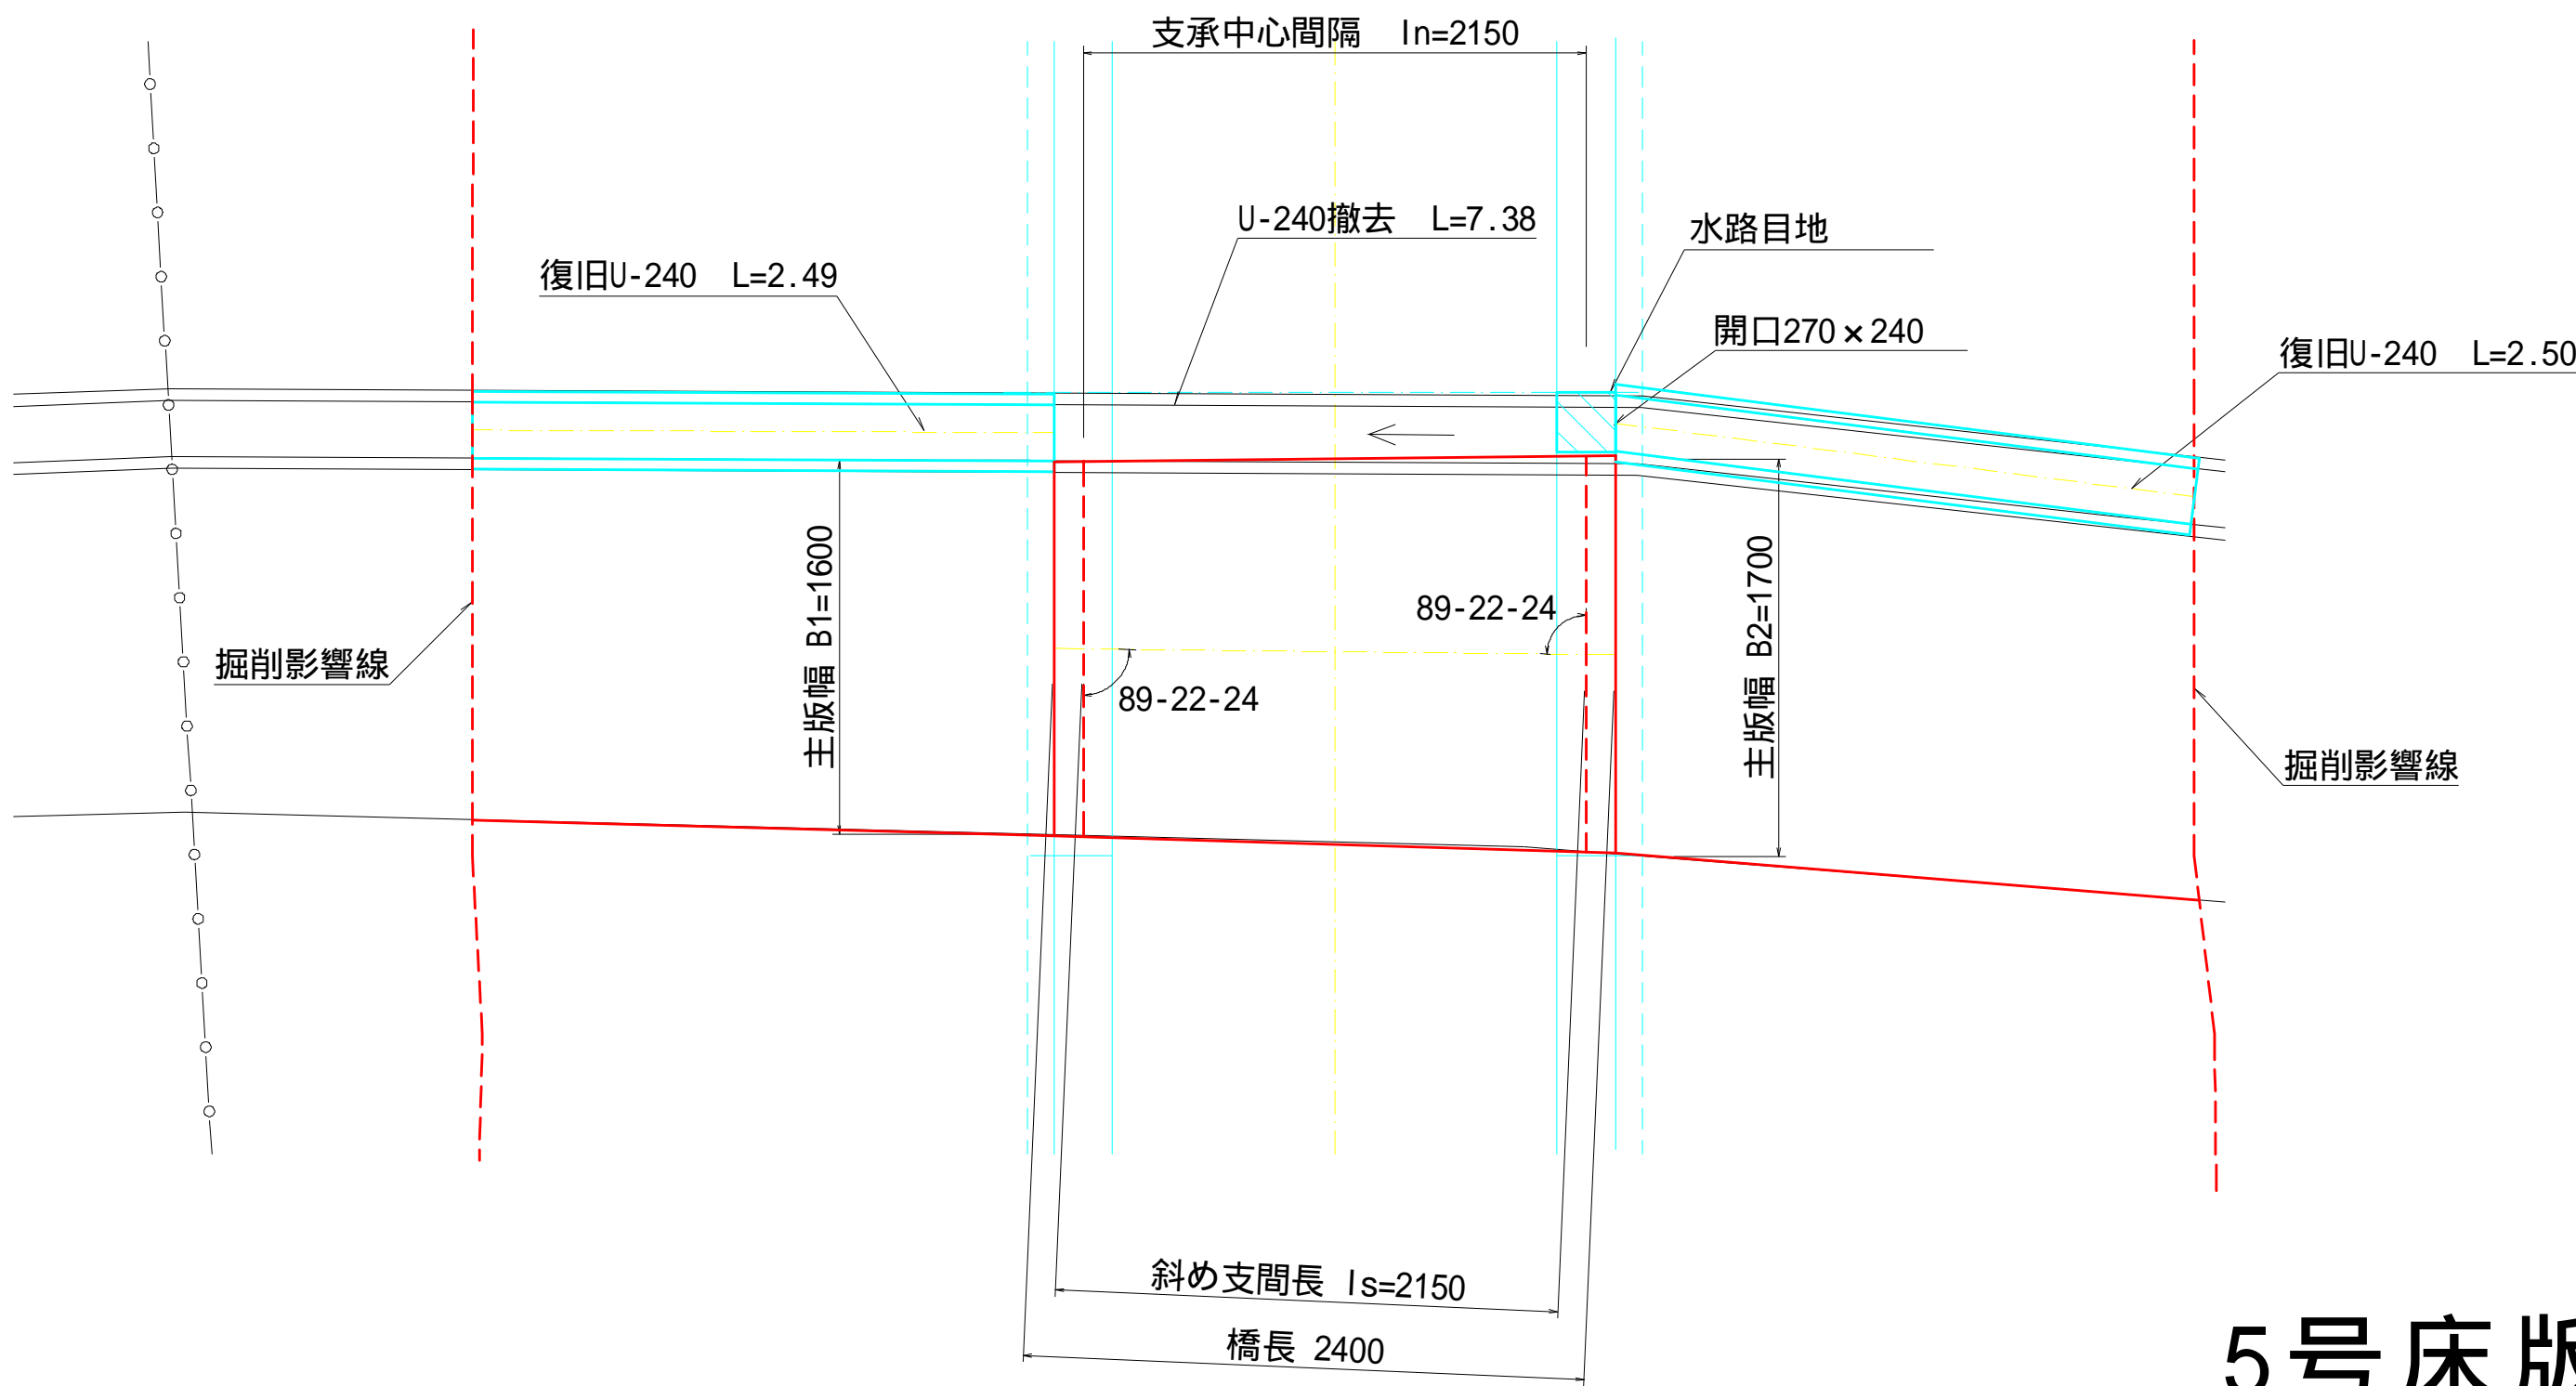 支承中心間隔　ln=2150
U-240撤去　L=7.38
水路目地
復旧U-240　L=2.49
開口270×240
復旧U-240　L=2.50
主版幅 B1=1600
89-22-24
主版幅 B2=1700
掘削影響線
89-22-24
掘削影響線
斜め支間長 ls=2150
橋長 2400
5号床版